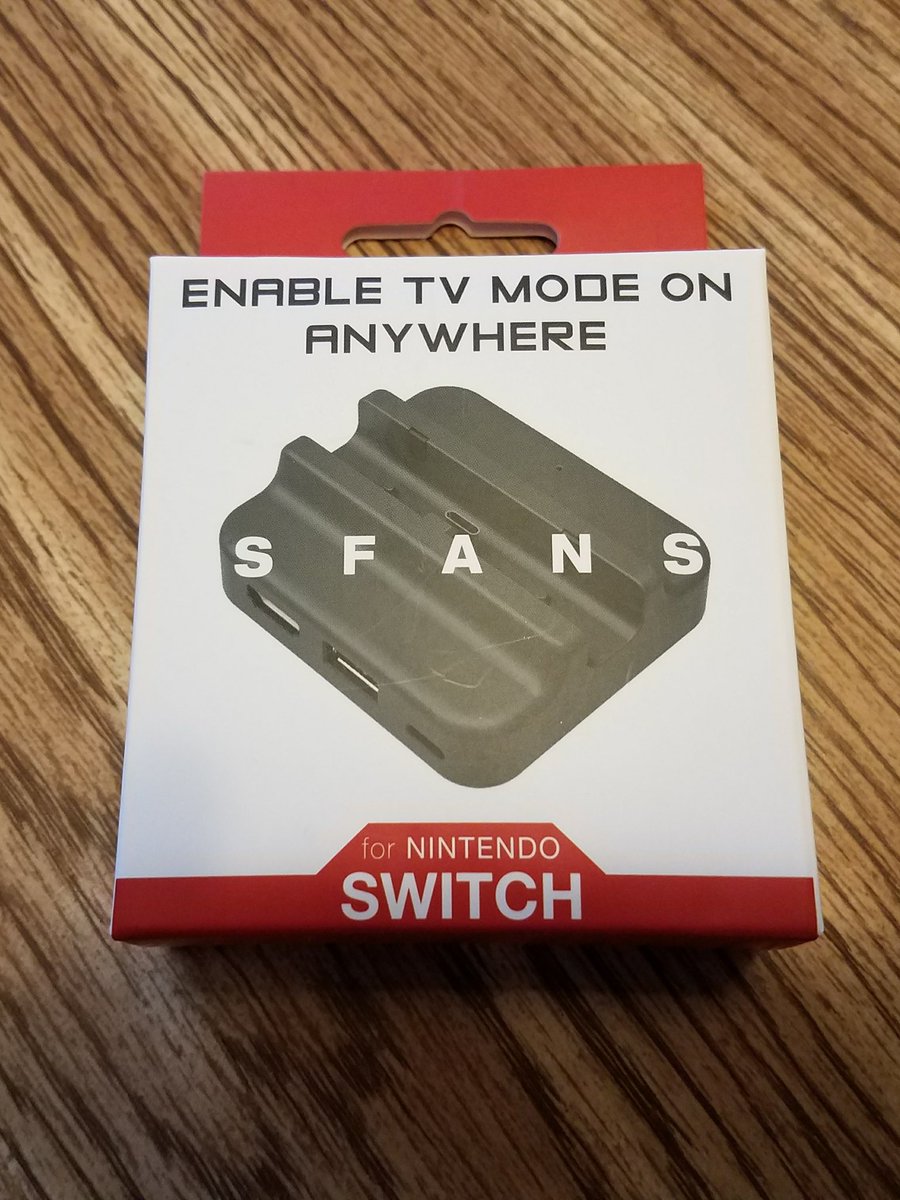 ENABLE TV MODE ON
ANYWHERE
S F A N S
for NINTENDO
SWITCH